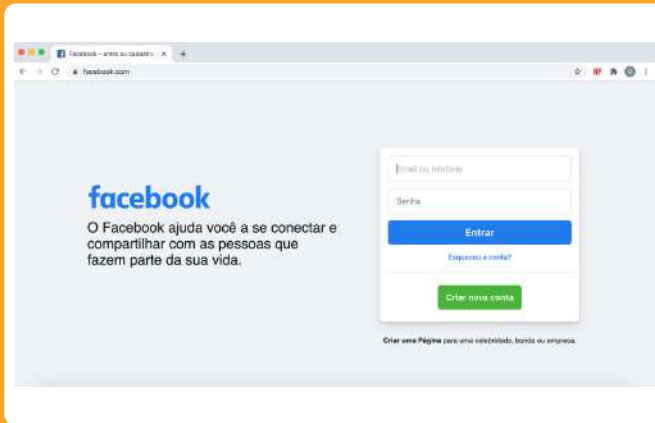 Facebook – entre ou cadastre-
facebook.com
facebook
O Facebook ajuda você a se conectar e
compartilhar com as pessoas que
fazem parte da sua vida.
Email ou telefone
Senha
Entrar
Esqueceu a conta?
Criar nova conta
Criar uma Página para uma celebridade, banda ou empresa.